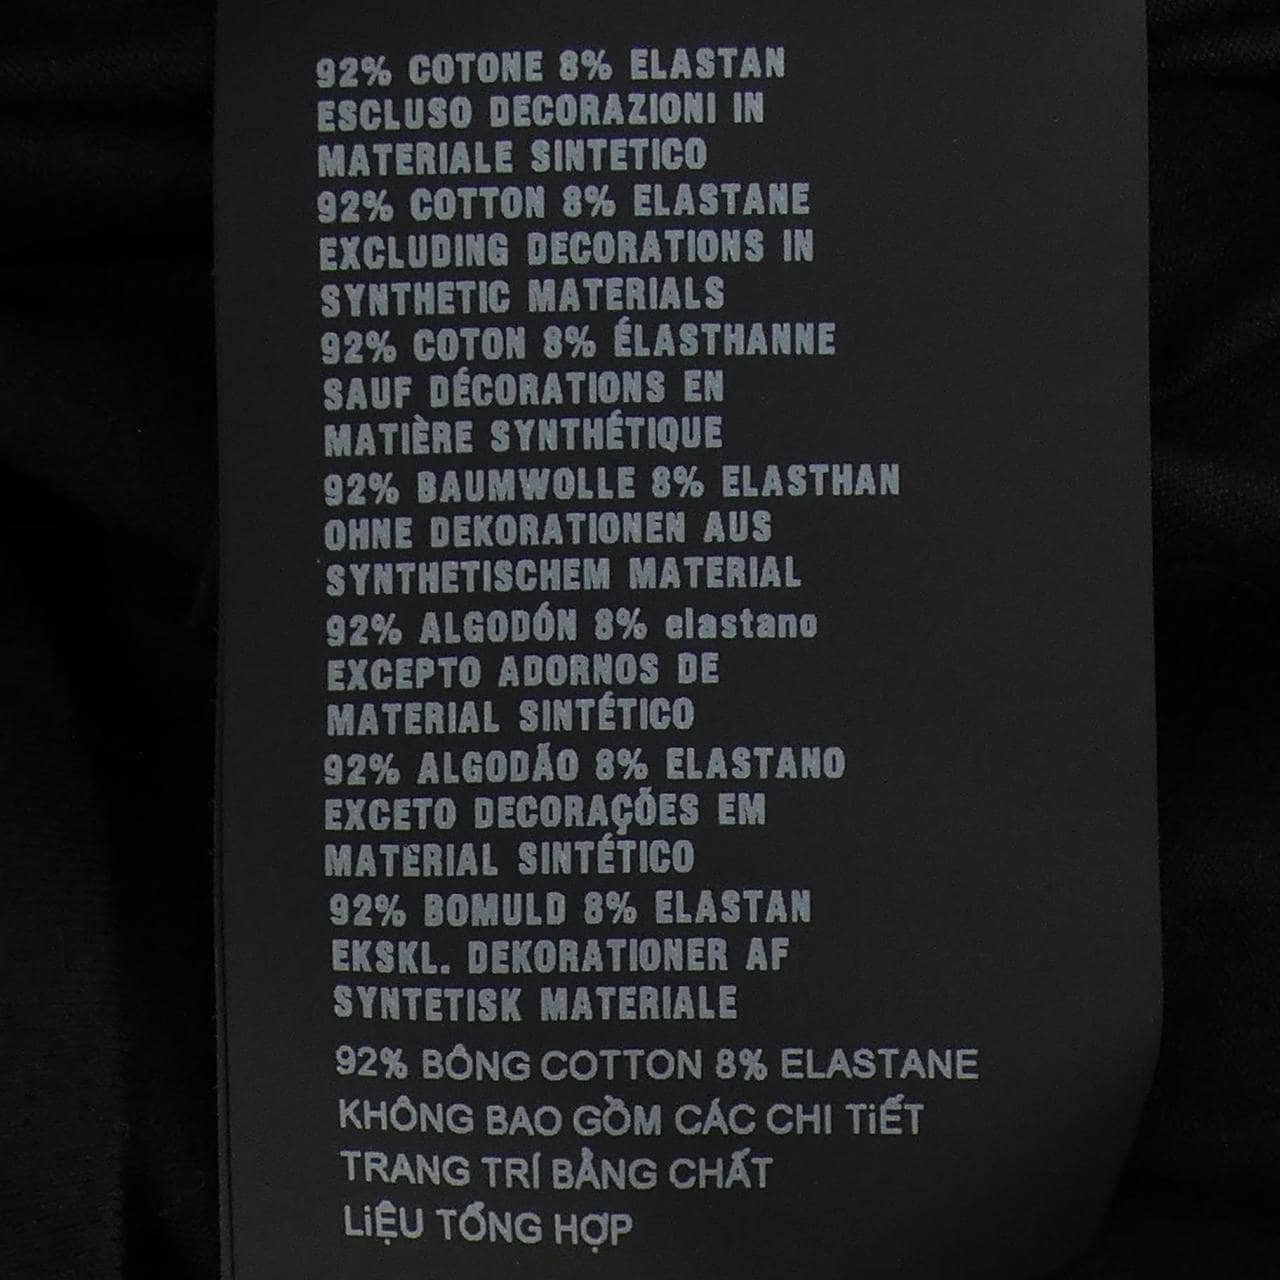 92% COTONE 8% ELASTAN
ESCLUSO DECORAZIONI IN
MATERIALE SINTETICO
92% COTTON 8% ELASTANE
EXCLUDING DECORATIONS IN
SYNTHETIC MATERIALS
92% COTON 8% ÉLASTHANNE
SAUF DÉCORATIONS EN
MATIÈRE SYNTHÉTIQUE
92% BAUMWOLLE 8% ELASTHAN
OHNE DEKORATIONEN AUS
SYNTHETISCHEM MATERIAL
92% ALGODÓN 8% elastano
EXCEPTO ADORNOS DE
MATERIAL SINTÉTICO
92% ALGODÃO 8% ELASTANO
EXCETO DECORAÇÕES EM
MATERIAL SINTÉTICO
92% BOMULD 8% ELASTAN
EKSKL. DEKORATIONER AF
SYNTETISK MATERIALE
92% BÔNG COTTON 8% ELASTANE
KHÔNG BAO GỒM CÁC CHI TiẾT
TRANG TRÍ BẰNG CHẤT
LiỆU TỔNG HỢP